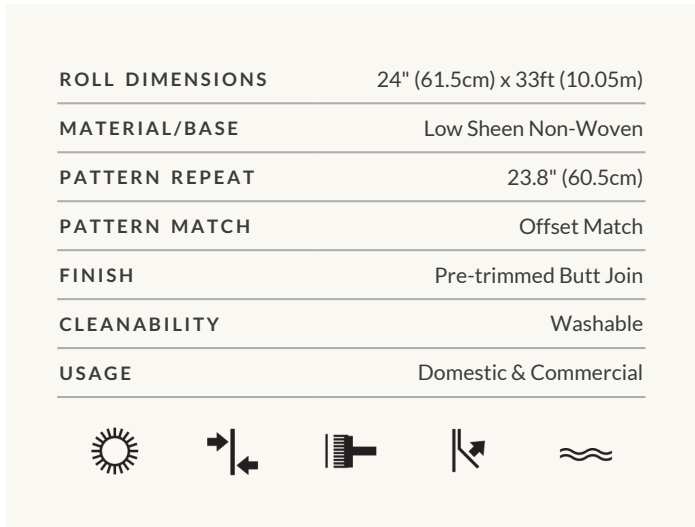 ROLL DIMENSIONS 24" (61.5cm) x 33ft (10.05m)
MATERIAL/BASE Low Sheen Non-Woven
PATTERN REPEAT 23.8" (60.5cm)
PATTERN MATCH Offset Match
FINISH Pre-trimmed Butt Join
CLEANABILITY Washable
USAGE Domestic & Commercial